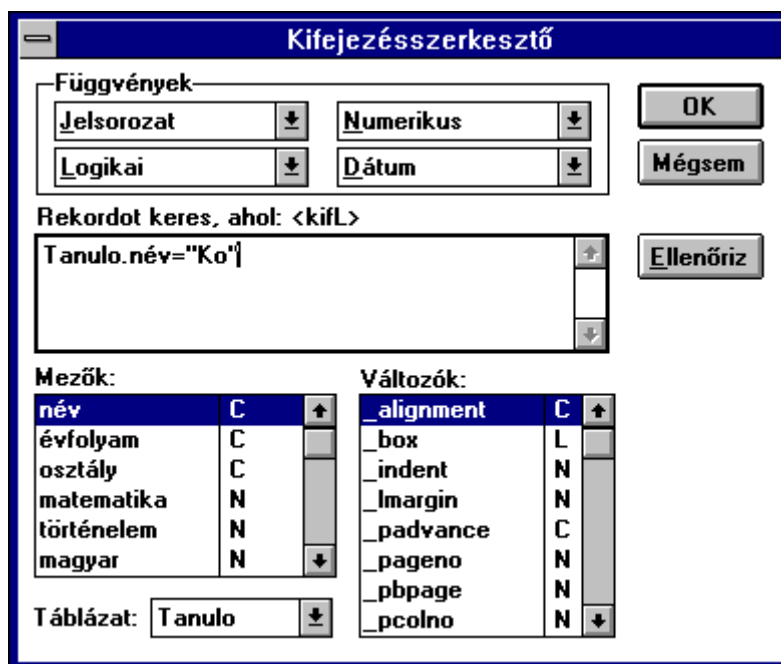 Kifejezésszerkesztő
Függvények
Jelsorozat
Numerikus
OK
Logikai
Dátum
Mégsem
Rekordot keres, ahol: <kifL>
Tanulo.név="Ko"
Ellenőriz
Mezők:
Változók:
név C
_alignment C
évfolyam C
_box L
osztály C
_indent N
matematika N
_lmargin N
történelem N
_padvance C
magyar N
_pageno N
_pbpage N
Táblázat: Tanulo
_pcolno N